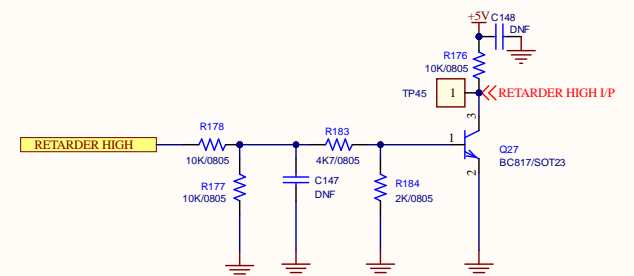 +5V
C148
DNF
R176
10K/0805
TP45
1
RETARDER HIGH I/P
3
R178
R183
RETARDER HIGH
1
Q27
10K/0805
4K7/0805
BC817/SOT23
R177
10K/0805
C147
DNF
R184
2K/0805
2